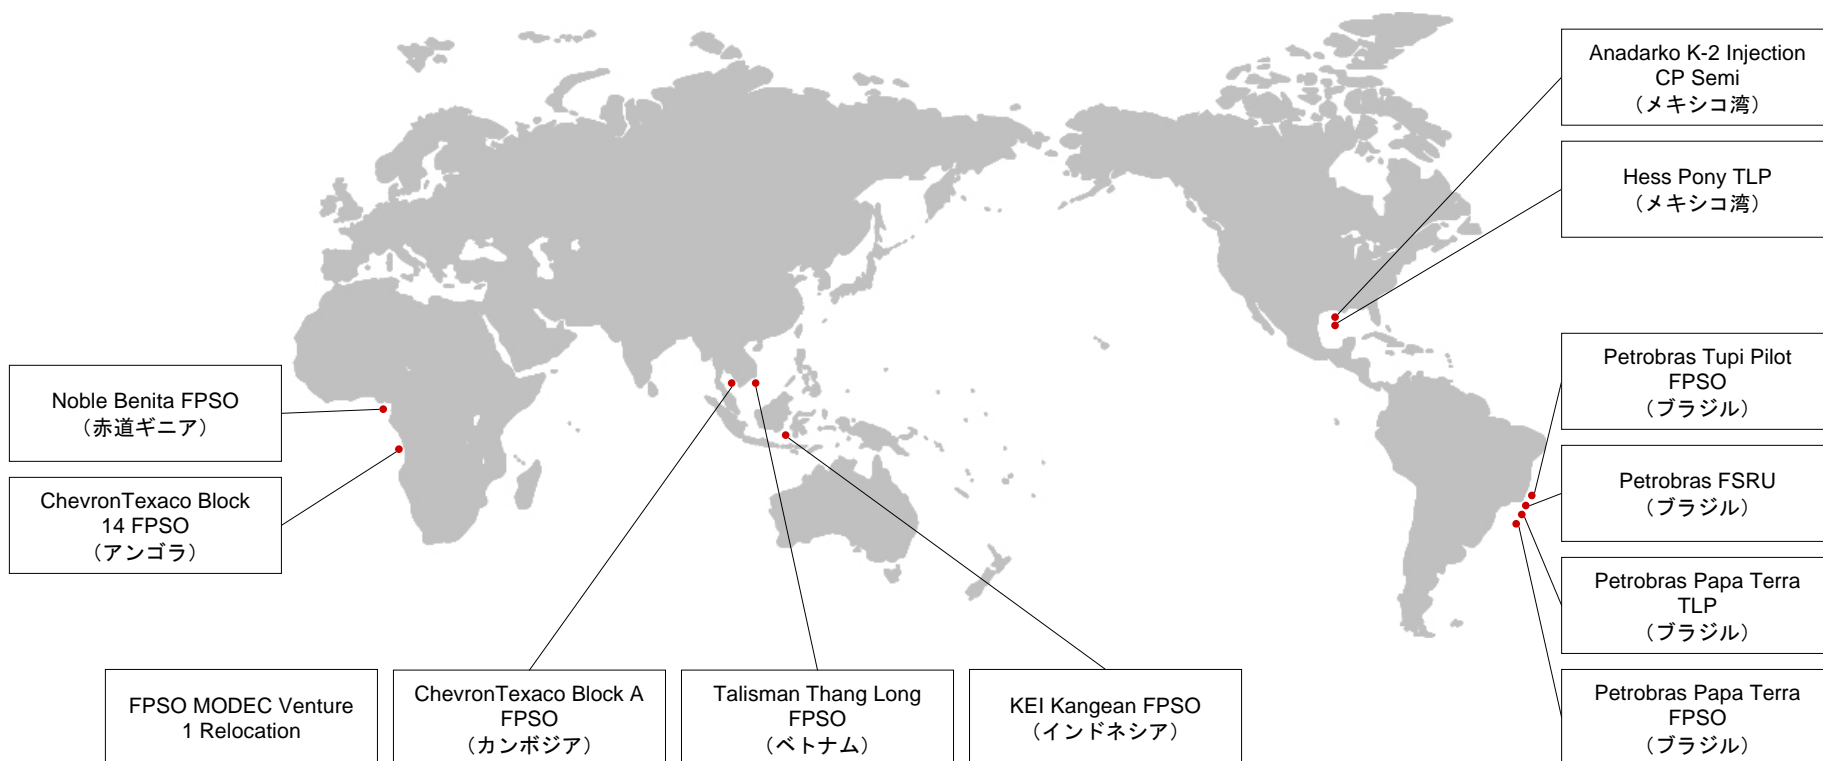 Anadarko K-2 Injection
CP Semi
（メキシコ湾）
Hess Pony TLP
（メキシコ湾）
Petrobras Tupi Pilot
FPSO
（ブラジル）
Petrobras FSRU
（ブラジル）
Petrobras Papa Terra
TLP
（ブラジル）
Petrobras Papa Terra
FPSO
（ブラジル）
Noble Benita FPSO
（赤道ギニア）
ChevronTexaco Block
14 FPSO
（アンゴラ）
FPSO MODEC Venture
1 Relocation
ChevronTexaco Block A
FPSO
（カンボジア）
Talisman Thang Long
FPSO
（ベトナム）
KEI Kangean FPSO
（インドネシア）